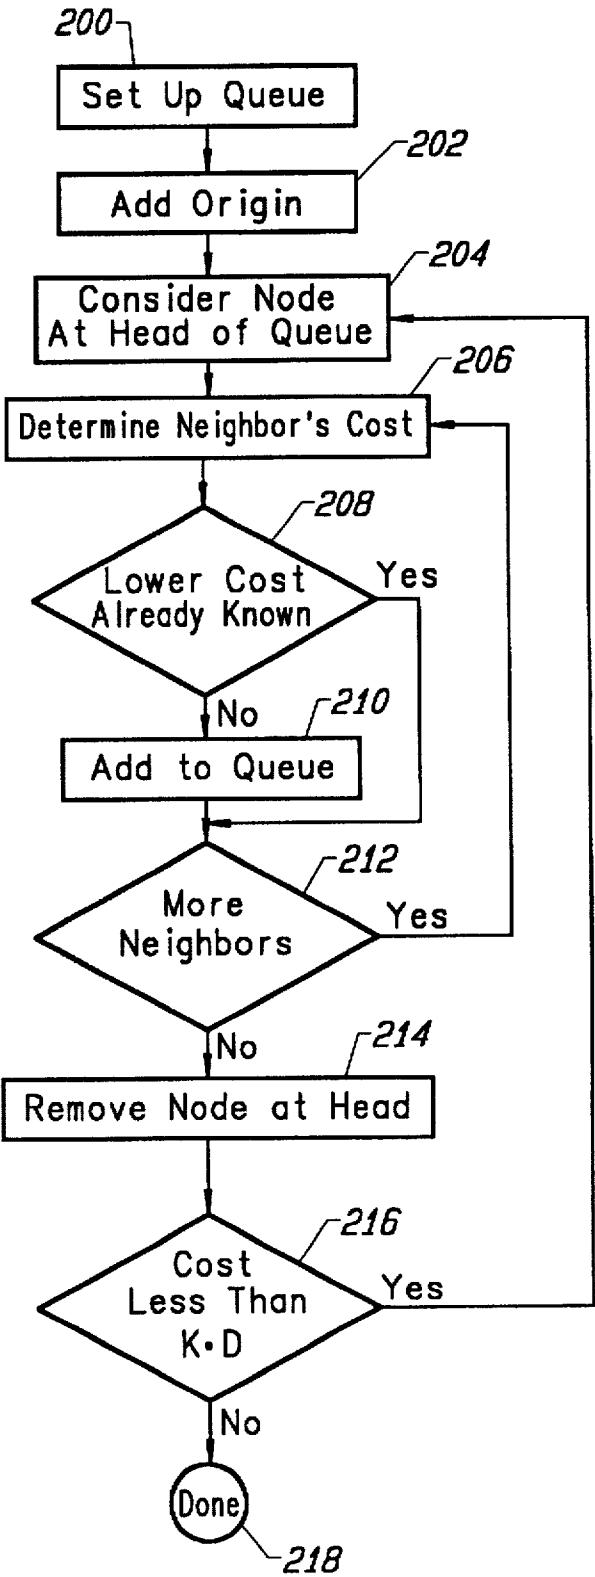 200
Set Up Queue
202
Add Origin
204
Consider Node
At Head of Queue
206
Determine Neighbor's Cost
208
Lower Cost
Already Known
Yes
No
210
Add to Queue
212
More
Neighbors
Yes
No
214
Remove Node at Head
216
Cost
Less Than
K·D
Yes
No
Done
218